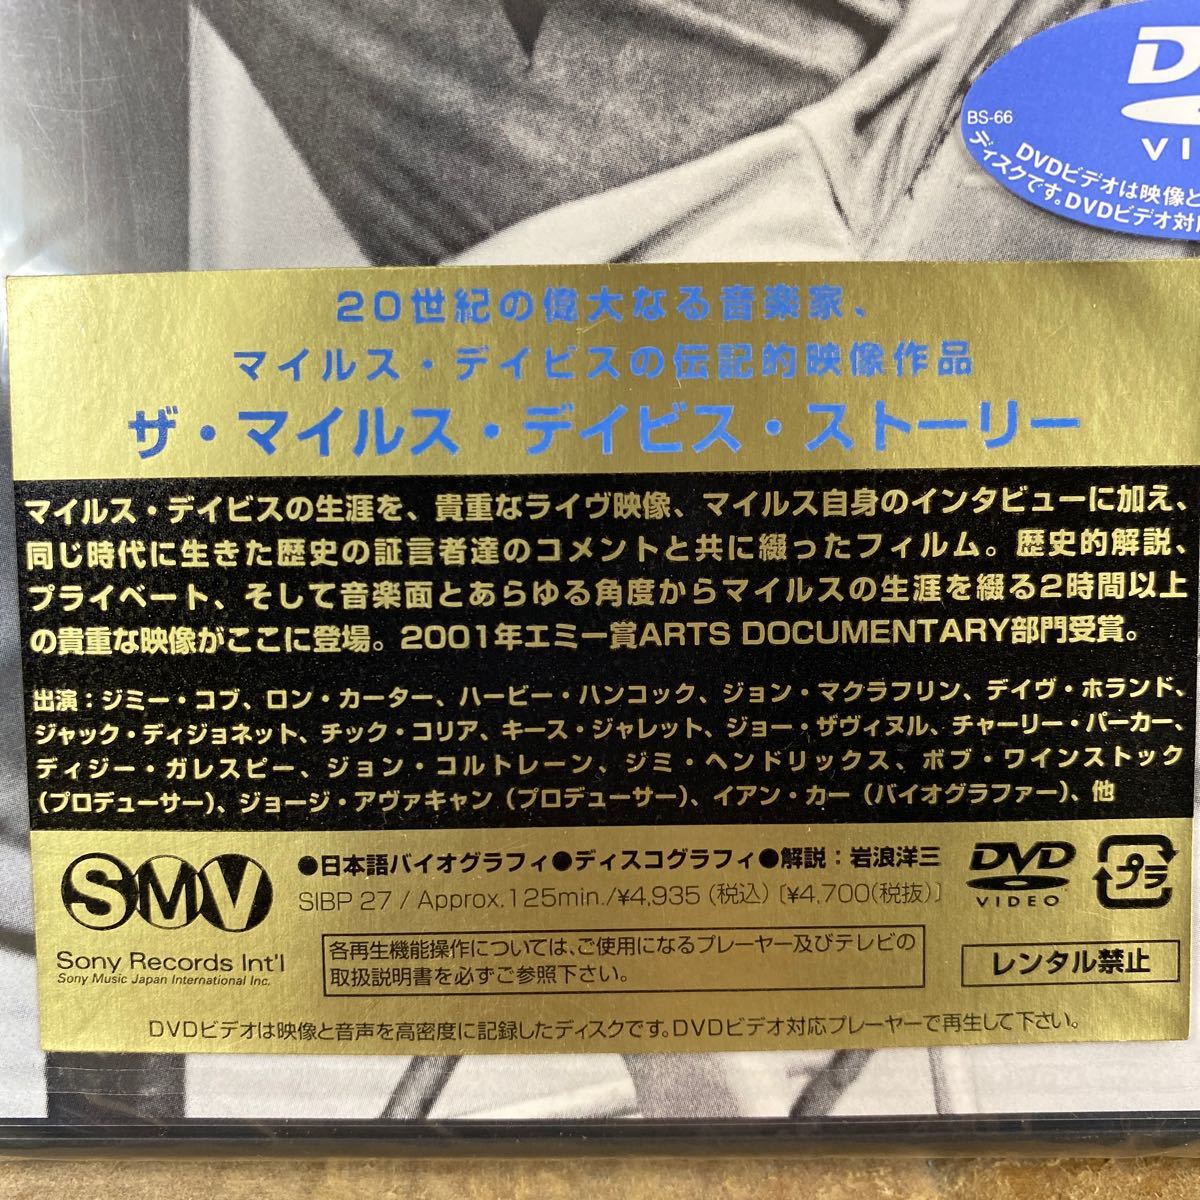 BS-66
VI
DVDビデオは映像と
ディスクです。DVDビデオ対応
20世紀の偉大なる音楽家、
マイルス・デイビスの伝記的映像作品
ザ・マイルス・デイビス・ストーリー
マイルス・デイビスの生涯を、貴重なライヴ映像、マイルス自身のインタビューに加え、
同じ時代に生きた歴史の証言者達のコメントと共に綴ったフィルム。歴史的解説、
プライベート、そして音楽面とあらゆる角度からマイルスの生涯を綴る2時間以上
の貴重な映像がここに登場。2001年エミー賞ARTS DOCUMENTARY部門受賞。
出演：ジミー・コブ、ロン・カーター、ハービー・ハンコック、ジョン・マクラフリン、デイヴ・ホランド、
ジャック・ディジョネット、チック・コリア、キース・ジャレット、ジョー・ザヴィヌル、チャーリー・パーカー、
ディジー・ガレスピー、ジョン・コルトレーン、ジミ・ヘンドリックス、ボブ・ワインストック
（プロデューサー）、ジョージ・アヴァキャン（プロデューサー）、イアン・カー（バイオグラファー）、他
SMV
Sony Records Int'l
Sony Music Japan International Inc.
●日本語バイオグラフィ●ディスコグラフィ●解説：岩浪洋三
SIBP 27 / Approx.125min./¥4,935（税込）[¥4,700(税抜)]
各再生機能操作については、ご使用になるプレーヤー及びテレビの
取扱説明書を必ずご参照下さい。
DVD
VIDEO
プラ
レンタル禁止
DVDビデオは映像と音声を高密度に記録したディスクです。DVDビデオ対応プレーヤーで再生して下さい。